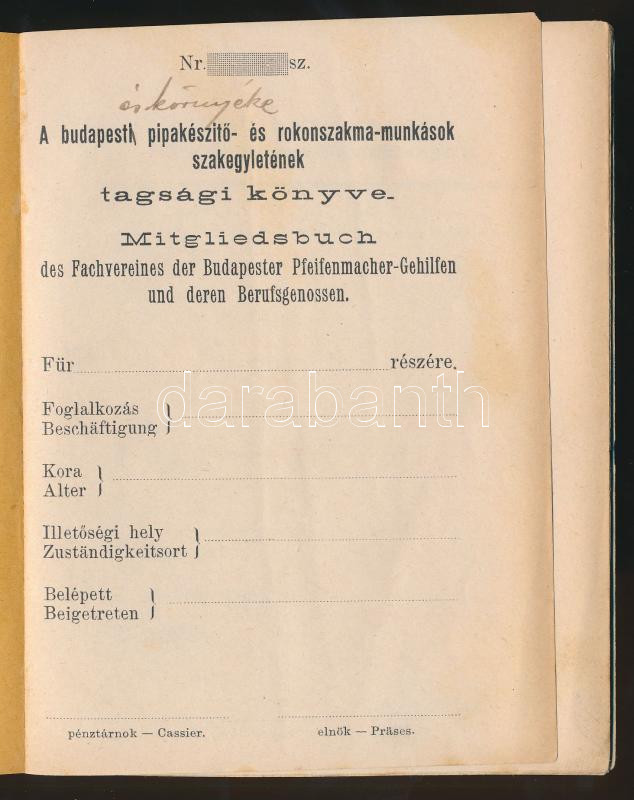 Nr. sz.
és környéke
A budapesti pipakészitő- és rokonszakma-munkások
szakegyletének
tagsági könyve.
Mitgliedsbuch
des Fachvereines der Budapester Pfeifenmacher-Gehilfen
und deren Berufsgenossen.
Für részére.
darabanth
Foglalkozás
Beschäftigung
Kora
Alter
Illetőségi hely
Zuständigkeitsort
Belépett
Beigetreten
pénztárnok — Cassier. elnök — Präses.